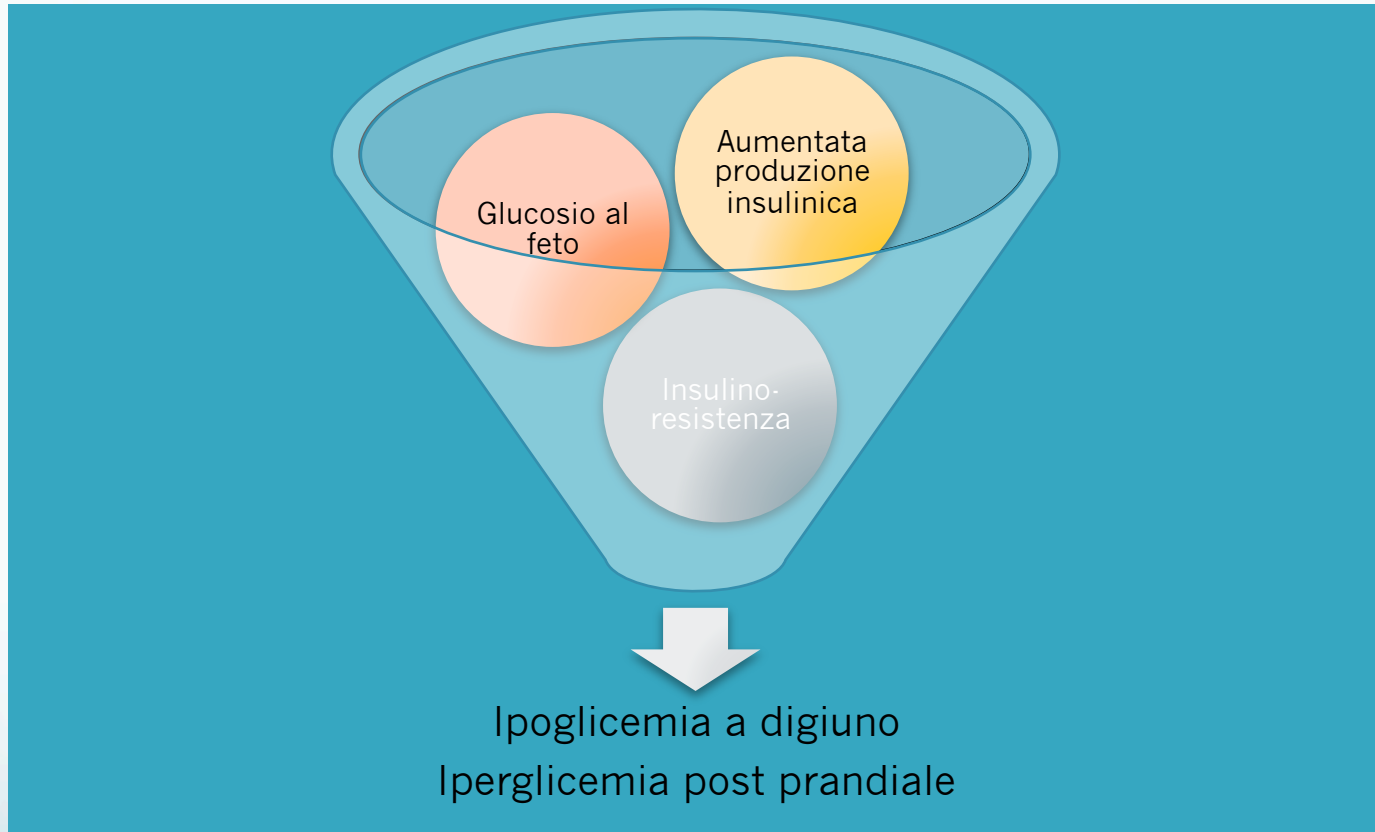 Aumentata
produzione
insulinica
Glucosio al
feto
Insulino-
resistenza
Ipoglicemia a digiuno
Iperglicemia post prandiale